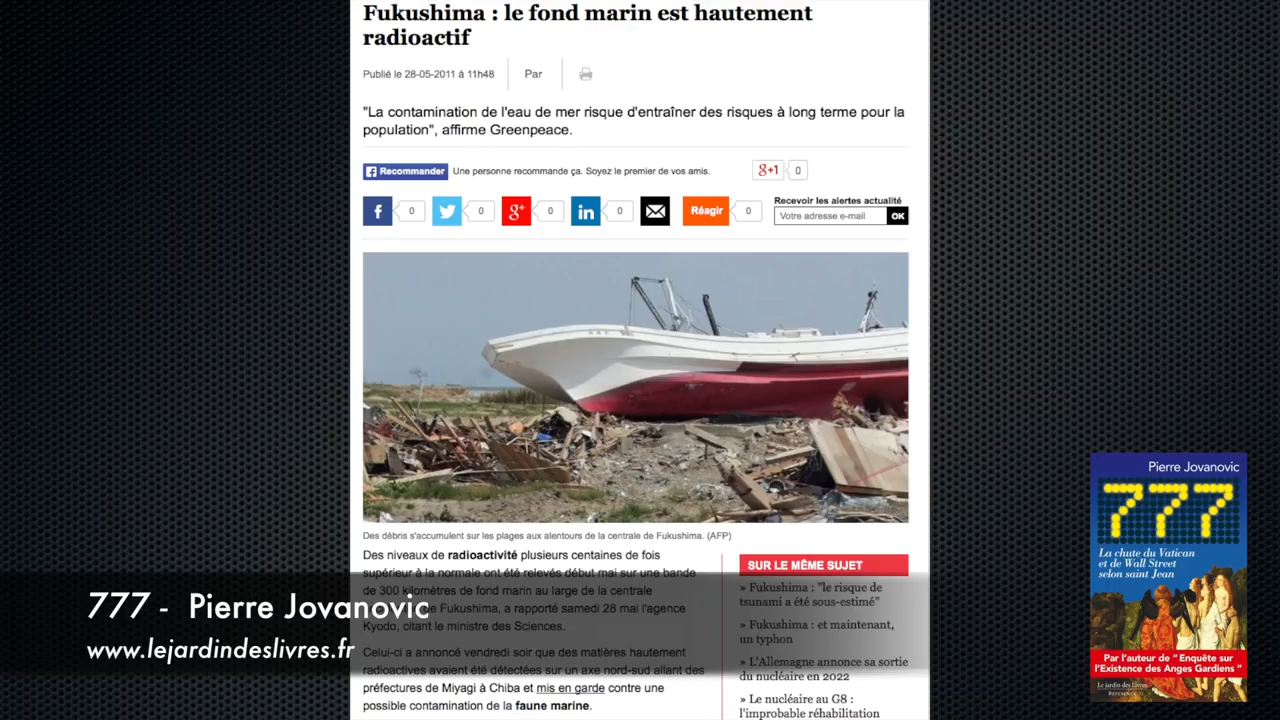 Fukushima : le fond marin est hautement
radioactif
Publié le 28-05-2011 à 11h48
Par
"La contamination de l'eau de mer risque d'entraîner des risques à long terme pour la
population", affirme Greenpeace.
Recommander
Une personne recommande ça. Soyez le premier de vos amis.
g+1
0
f
0
0
g+
0
in
0
Réagir
0
Recevoir les alertes actualité
Votre adresse e-mail
OK
Des débris s'accumulent sur les plages aux alentours de la centrale de Fukushima. (AFP)
Des niveaux de radioactivité plusieurs centaines de fois
supérieur à la normale ont été relevés début mai sur une bande
de 300 kilomètres de fond marin au large de la centrale
de Fukushima, a rapporté samedi 28 mai l'agence
Kyodo, citant le ministre des Sciences.
Celui-ci a annoncé vendredi soir que des matières hautement
radioactives avaient été détectées sur un axe nord-sud allant des
préfectures de Miyagi à Chiba et mis en garde contre une
possible contamination de la faune marine.
SUR LE MÊME SUJET
» Fukushima : "le risque de
tsunami a été sous-estimé"
» Fukushima : et maintenant,
un typhon
» L'Allemagne annonce sa sortie
du nucléaire en 2022
» Le nucléaire au G8 :
l'improbable réhabilitation
777 - Pierre Jovanovic
www.lejardindeslivres.fr
Pierre Jovanovic
777
La chute du Vatican
et de Wall Street
selon saint Jean
Par l'auteur de " Enquête sur
l'Existence des Anges Gardiens "
Le jardin des Livres
RÉFÉRENCE